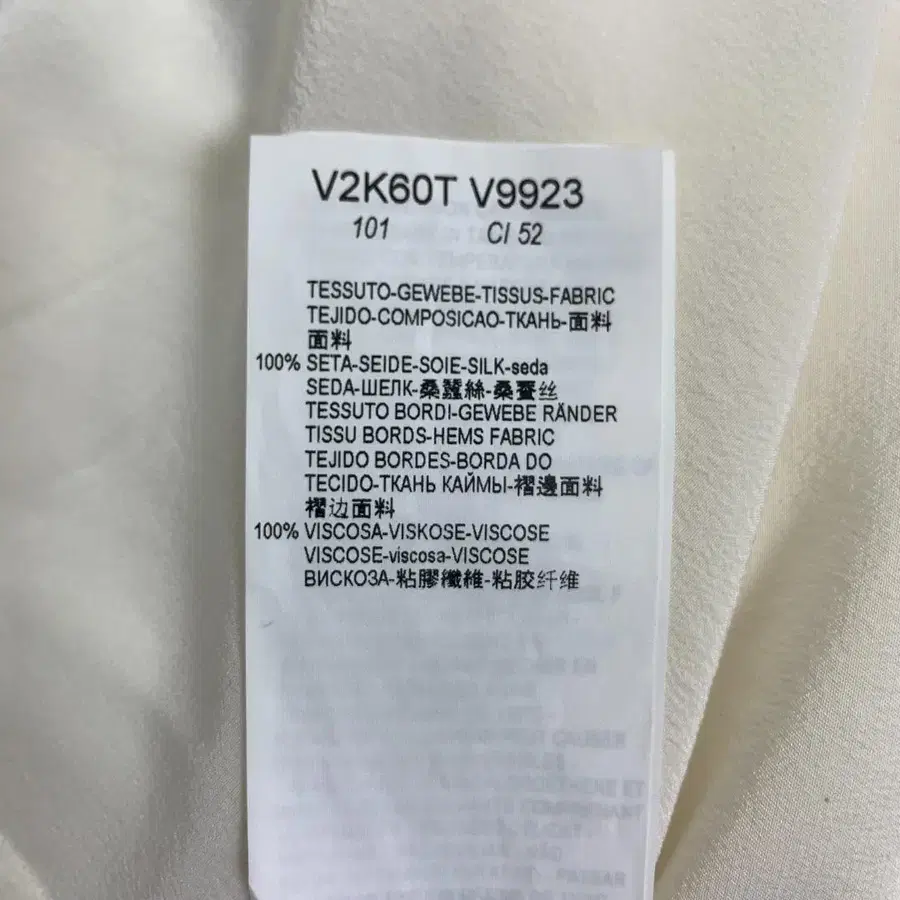 V2K60T V9923
101 CI 52
TESSUTO-GEWEBE-TISSUS-FABRIC
TEJIDO-COMPOSICAO-ТКАНЬ-面料
面料
100% SETA-SEIDE-SOIE-SILK-seda
SEDA-ШЕЛК-桑蠶絲-桑蚕丝
TESSUTO BORDI-GEWEBE RÄNDER
TISSU BORDS-HEMS FABRIC
TEJIDO BORDES-BORDA DO
TECIDO-ТКАНЬ КАЙМЫ-褶邊面料
褶边面料
100% VISCOSA-VISKOSE-VISCOSE
VISCOSE-viscosa-VISCOSE
ВИСКОЗА-粘膠纖維-粘胶纤维